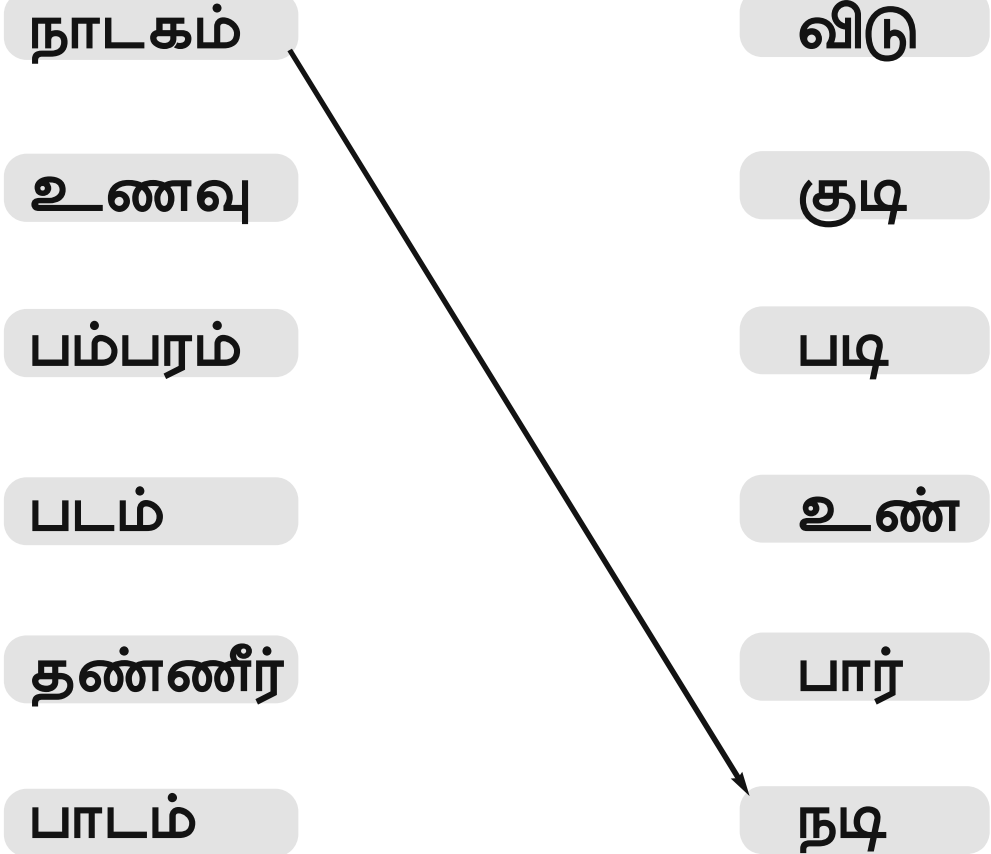 நாடகம் விடு
உணவு குடி
பம்பரம் படி
படம் உண்
தண்ணீர் பார்
பாடம் நடி